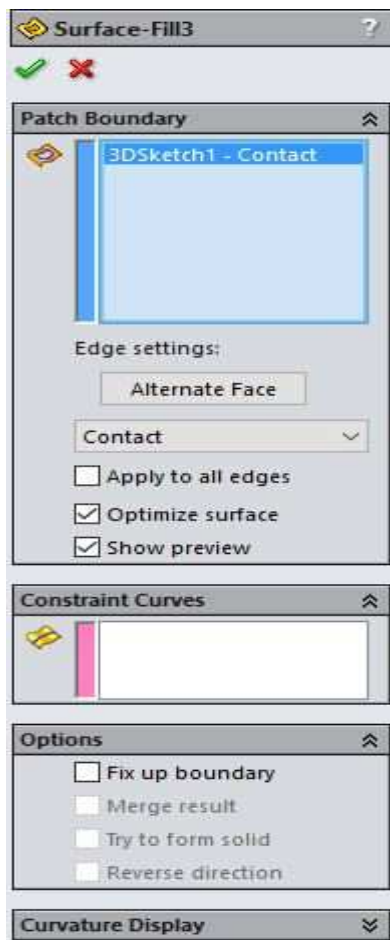 Surface-Fill3 ?
Patch Boundary
3DSketch1 - Contact
Edge settings:
Alternate Face
Contact
Apply to all edges
Optimize surface
Show preview
Constraint Curves
Options
Fix up boundary
Merge result
Try to form solid
Reverse direction
Curvature Display